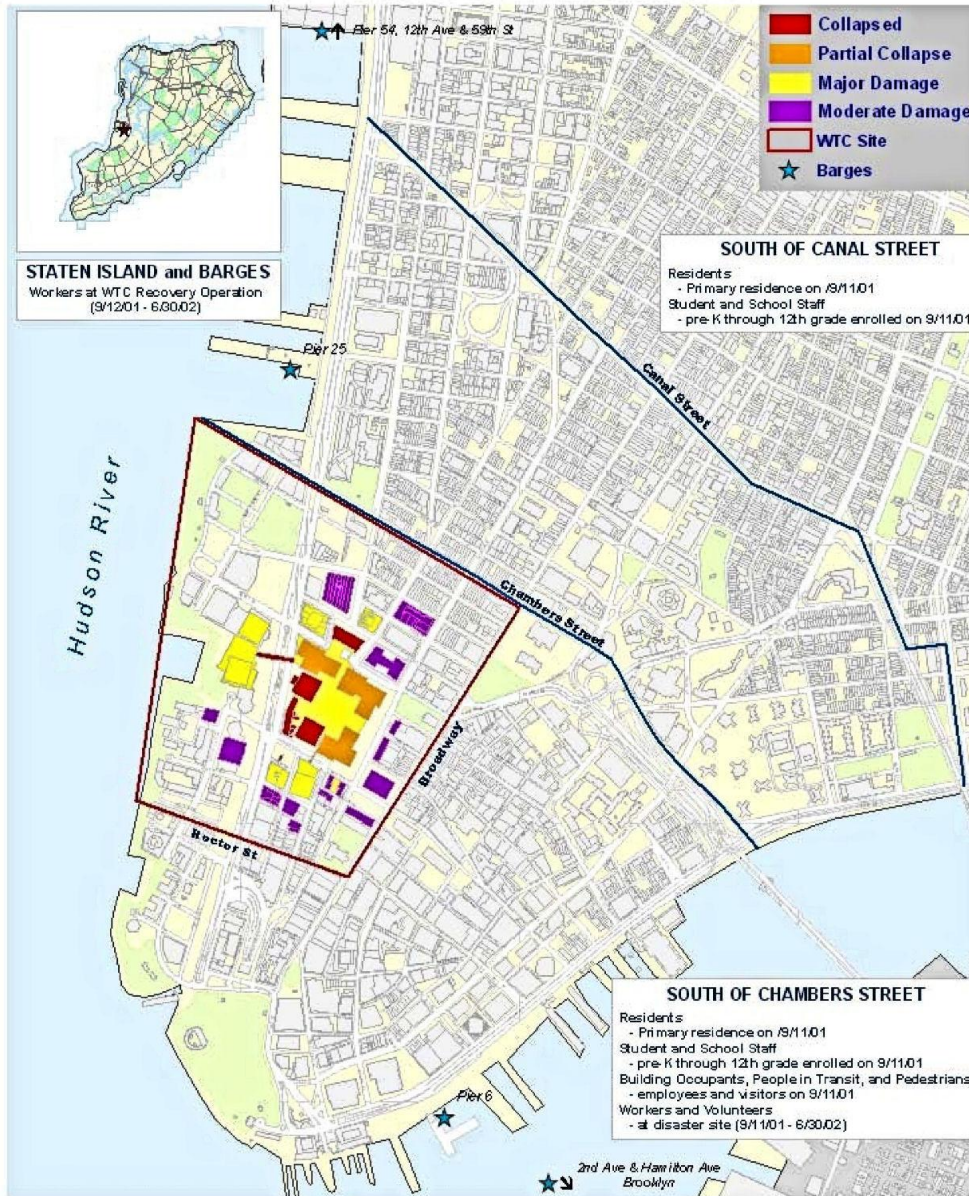 Pier 54, 12th Ave & 59th St
Collapsed
Partial Collapse
Major Damage
Moderate Damage
WTC Site
Barges
STATEN ISLAND and BARGES
Workers at WTC Recovery Operation
(9/12/01 - 6/30/02)
SOUTH OF CANAL STREET
Residents
- Primary residence on /9/11/01
Student and School Staff
- pre-K through 12th grade enrolled on 9/11/01
Pier 25
Canal Street
Hudson River
Chambers Street
Broadway
Rector St
SOUTH OF CHAMBERS STREET
Residents
- Primary residence on /9/11/01
Student and School Staff
- pre-K through 12th grade enrolled on 9/11/01
Building Occupants, People in Transit, and Pedestrians
- employees and visitors on 9/11/01
Workers and Volunteers
- at disaster site (9/11/01 - 6/30/02)
Pier 6
2nd Ave & Hamilton Ave
Brooklyn